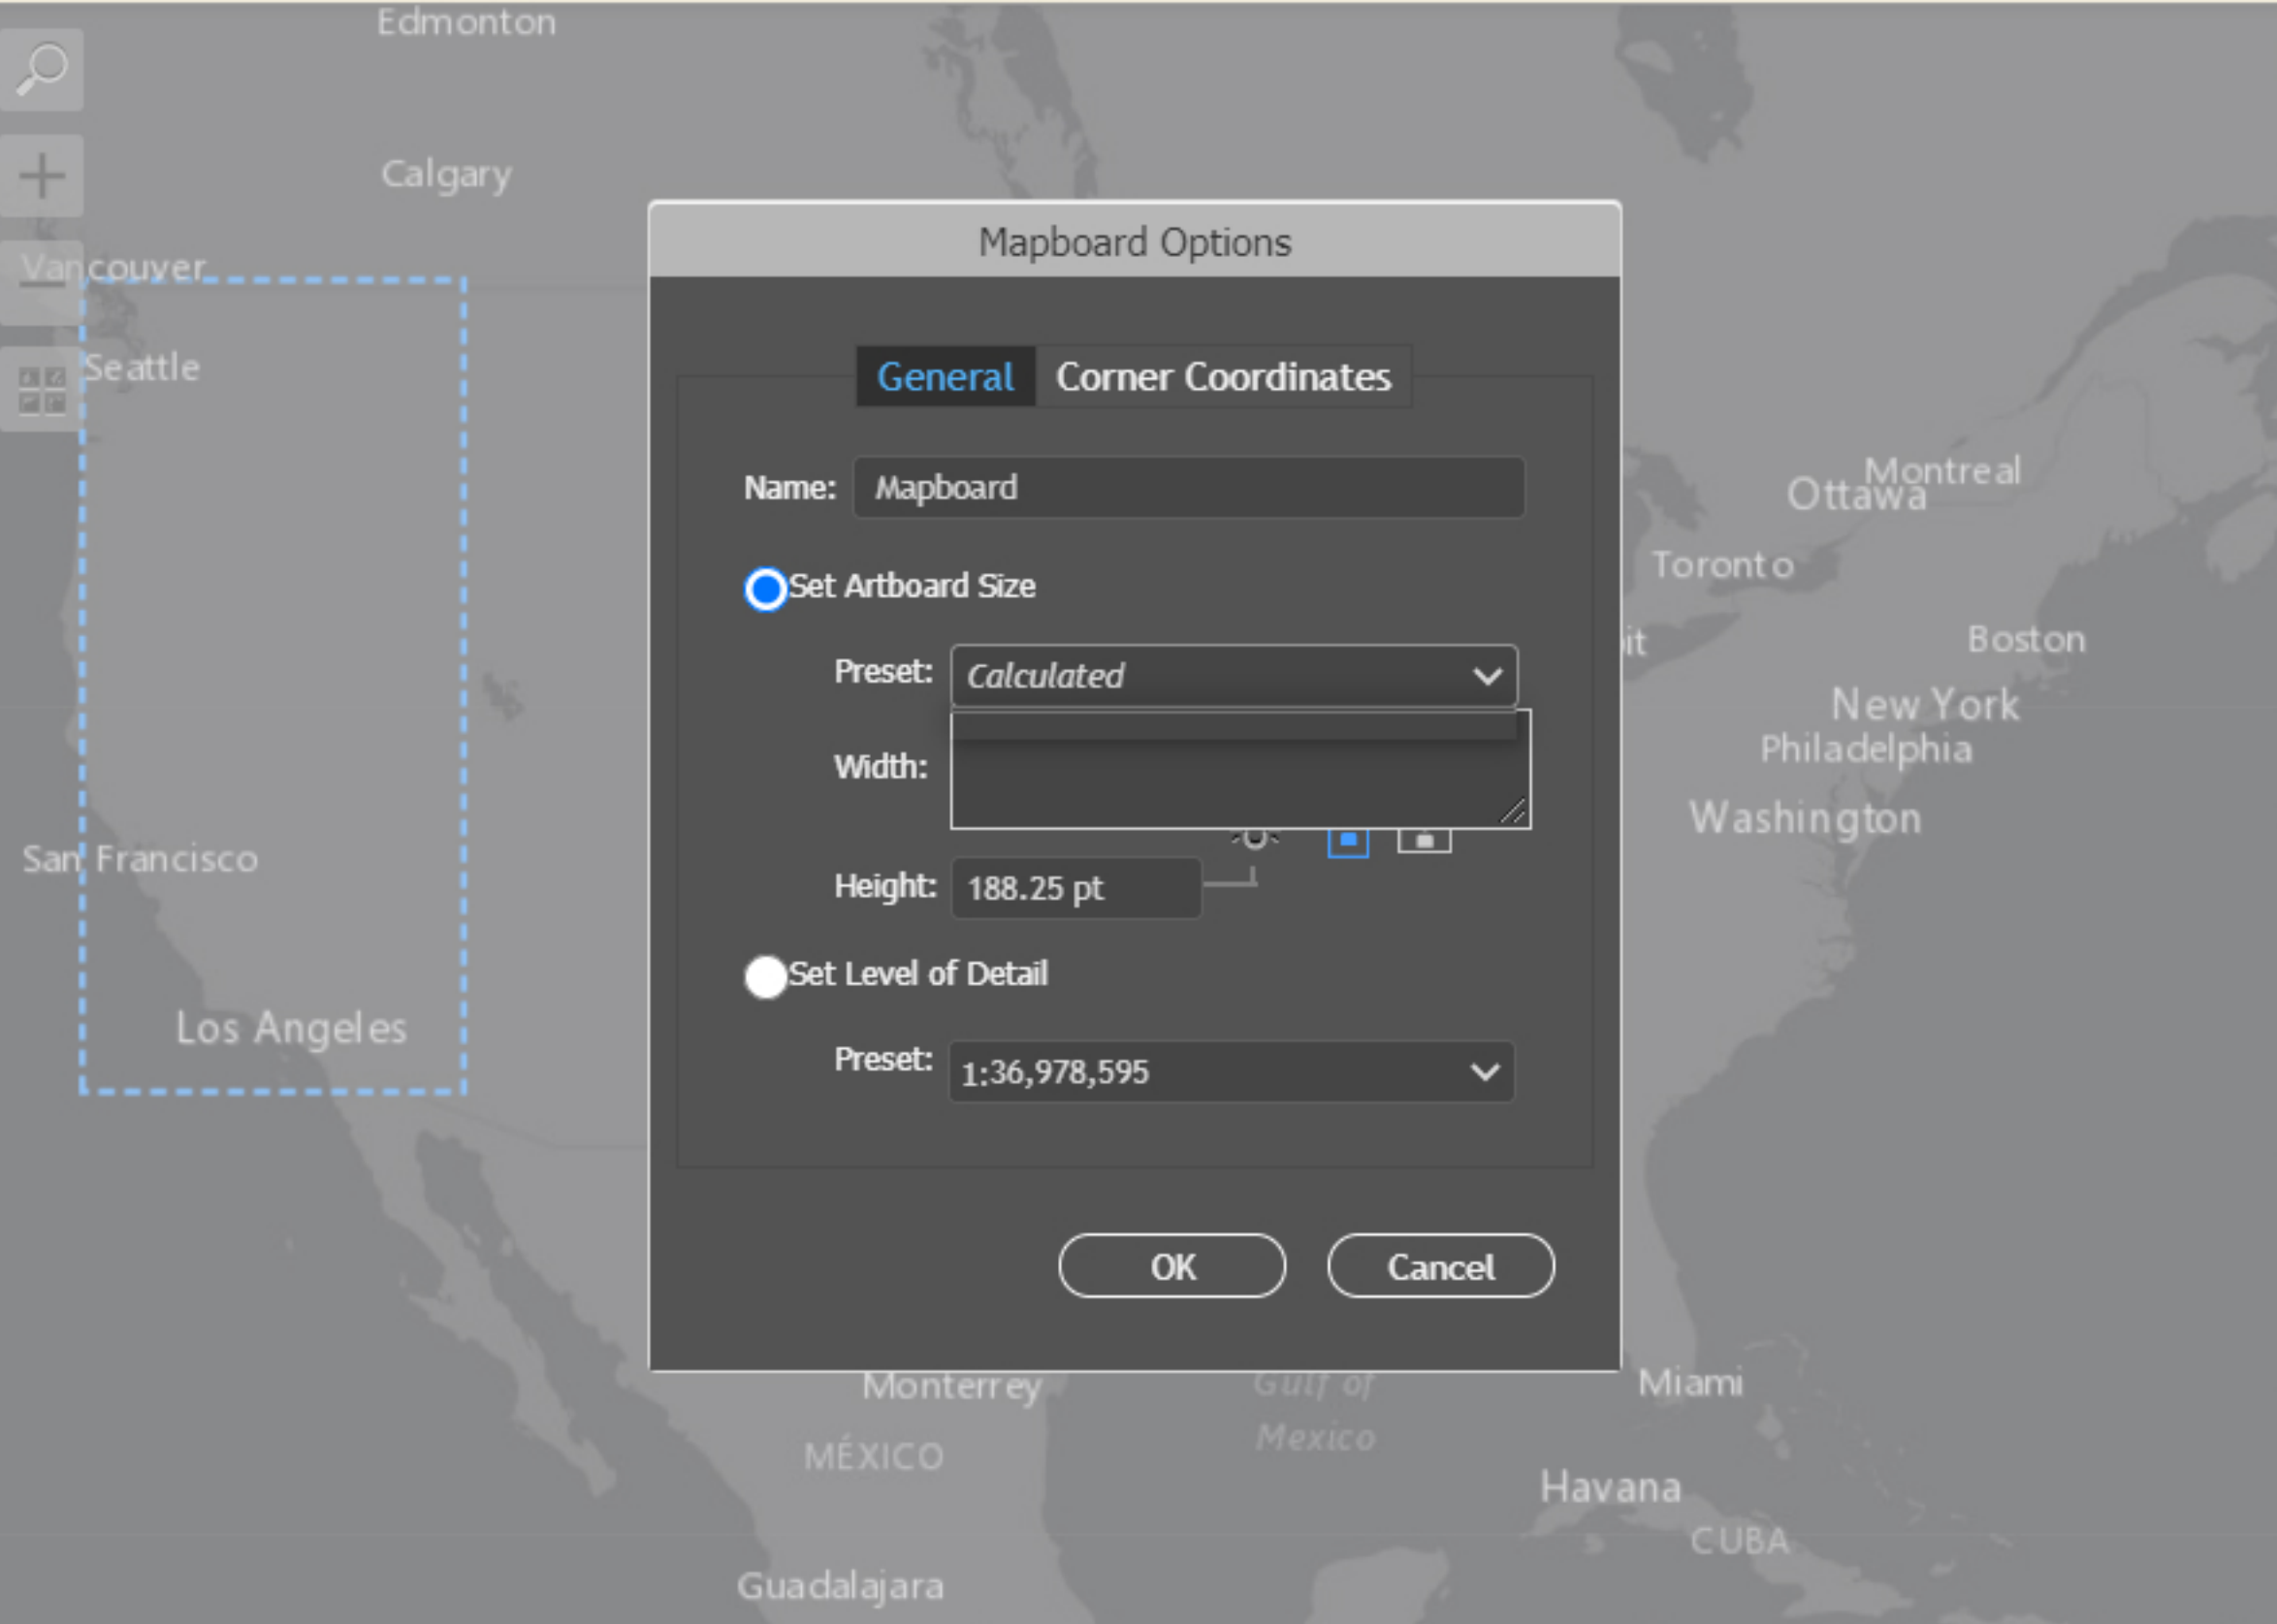 Edmonton
Calgary
Vancouver
Seattle
Mapboard Options
General Corner Coordinates
Name: Mapboard
Set Artboard Size
Preset: Calculated
Width:
Height: 188.25 pt
Set Level of Detail
Preset: 1:36,978,595
OK Cancel
San Francisco
Los Angeles
Montreal
Ottawa
Toronto
it
Boston
New York
Philadelphia
Washington
Monterrey
MÉXICO
Guadalajara
Gulf of
Mexico
Miami
Havana
CUBA